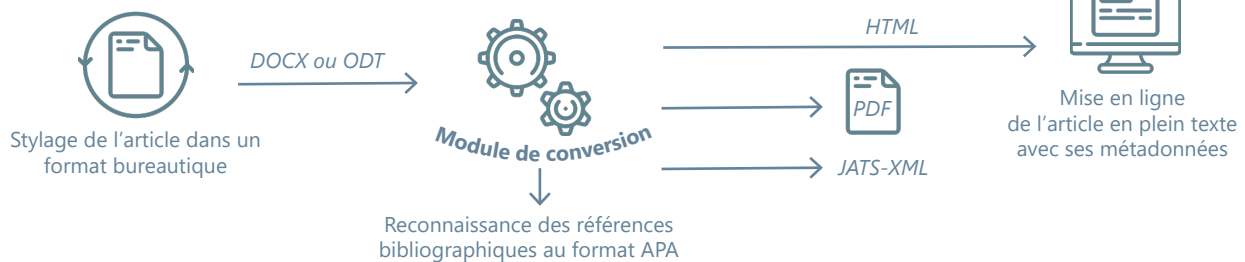 HTML
DOCX ou ODT
PDF
Mise en ligne
de l'article en plein texte
avec ses métadonnées
Stylage de l'article dans un
format bureautique
Module de conversion
JATS-XML
Reconnaissance des références
bibliographiques au format APA